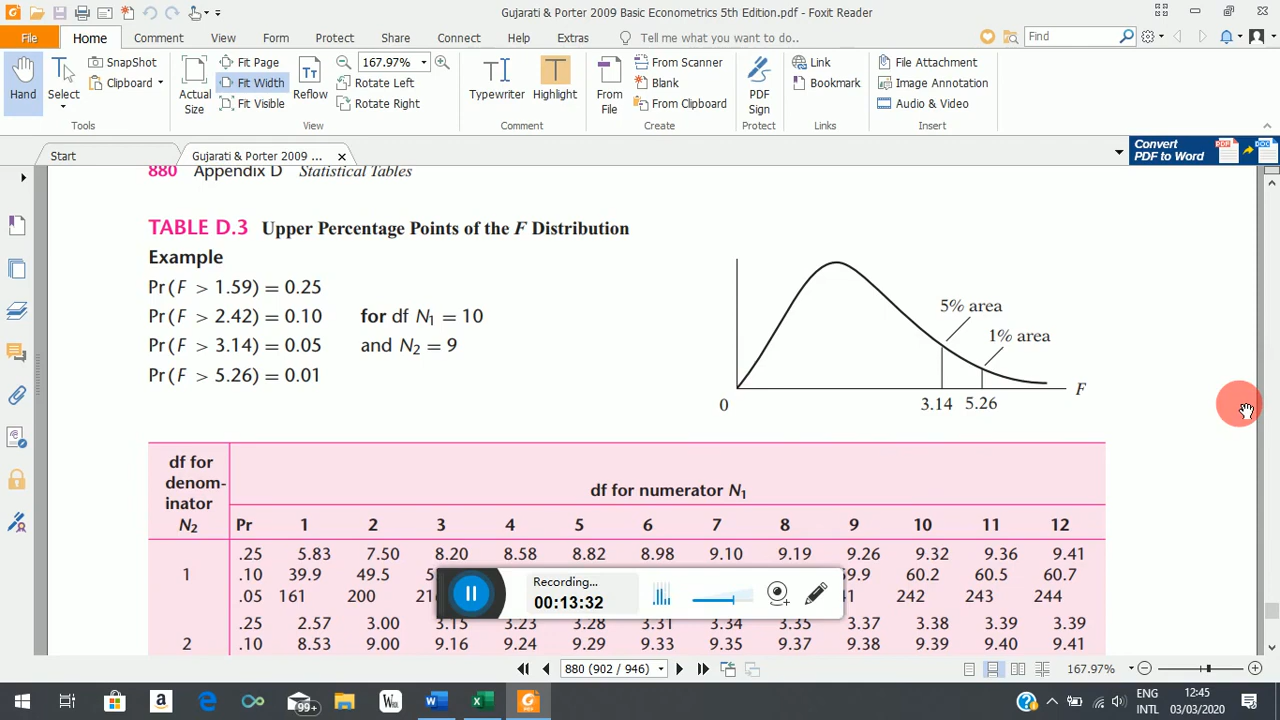 Gujarati & Porter 2009 Basic Econometrics 5th Edition.pdf - Foxit Reader
File Home Comment View Form Protect Share Connect Help Extras Tell me what you want to do... Find
Hand Select SnapShot Clipboard Actual Size Fit Page Fit Width Fit Visible Reflow 167.97% Rotate Left Rotate Right Typewriter Highlight From File From Scanner Blank From Clipboard PDF Sign Link Bookmark File Attachment Image Annotation Audio & Video
Tools View Comment Create Protect Links Insert
Start Gujarati & Porter 2009 ... Convert PDF to Word
880 Appendix D Statistical Tables
TABLE D.3 Upper Percentage Points of the F Distribution
Example
Pr(F > 1.59) = 0.25
Pr(F > 2.42) = 0.10 for df N₁ = 10
Pr(F > 3.14) = 0.05 and N₂ = 9
Pr(F > 5.26) = 0.01
5% area
1% area
F
0 3.14 5.26
df for denom-inator N₂
df for numerator N₁
Pr 1 2 3 4 5 6 7 8 9 10 11 12
.25 5.83 7.50 8.20 8.58 8.82 8.98 9.10 9.19 9.26 9.32 9.36 9.41
1 .10 39.9 49.5 60.2 60.5 60.7
.05 161 200 242 243 244
.25 2.57 3.00 3.15 3.23 3.28 3.31 3.34 3.35 3.37 3.38 3.39 3.39
2 .10 8.53 9.00 9.16 9.24 9.29 9.33 9.35 9.37 9.38 9.39 9.40 9.41
Recording...
00:13:32
880 (902 / 946) 167.97%
99+
ENG INTL
12:45
03/03/2020